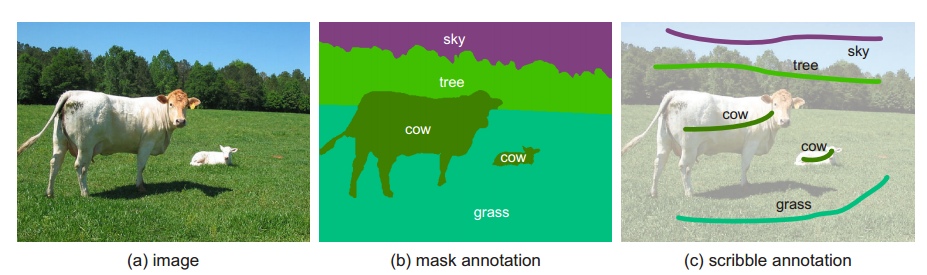 sky
tree
cow
cow
grass
sky
tree
cow
cow
grass
(a) image
(b) mask annotation
(c) scribble annotation